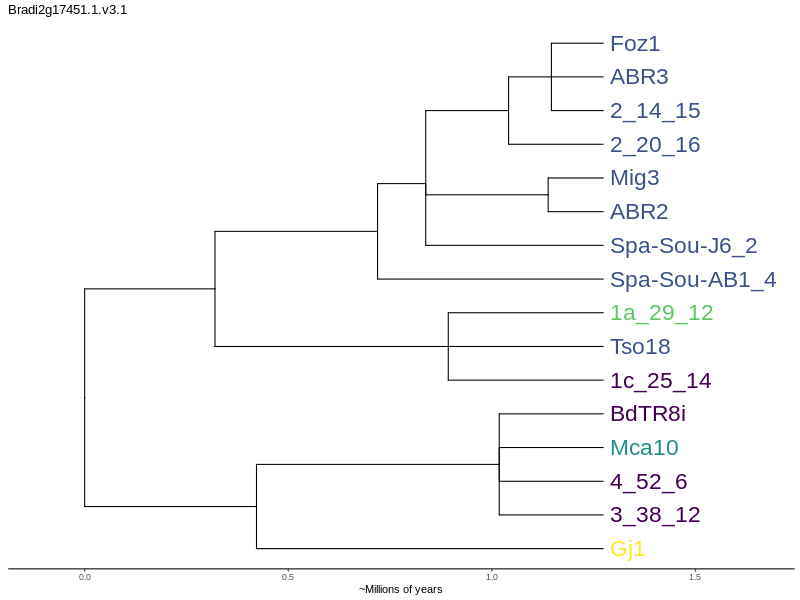 Bradi2g17451.1.v3.1
Foz1
ABR3
2_14_15
2_20_16
Mig3
ABR2
Spa-Sou-J6_2
Spa-Sou-AB1_4
1a_29_12
Tso18
1c_25_14
BdTR8i
Mca10
4_52_6
3_38_12
Gj1
0.0 0.5 1.0 1.5
~Millions of years